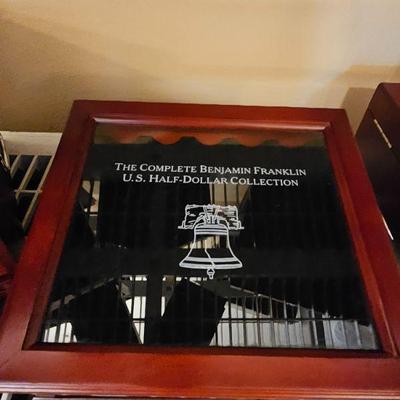 The Complete Benjamin Franklin
U.S. Half-Dollar Collection